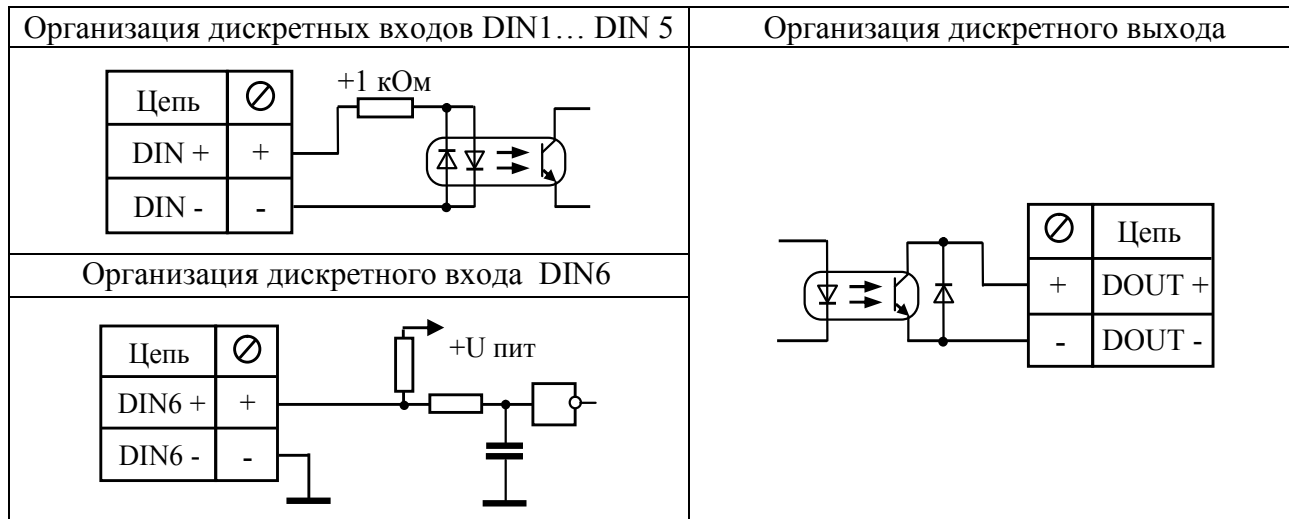 Организация дискретных входов DIN1… DIN 5
Организация дискретного выхода
+1 кОм
Цепь
DIN + +
DIN - -
Организация дискретного входа DIN6
+U пит
Цепь
DIN6 + +
DIN6 - -
Цепь
+ DOUT +
- DOUT -